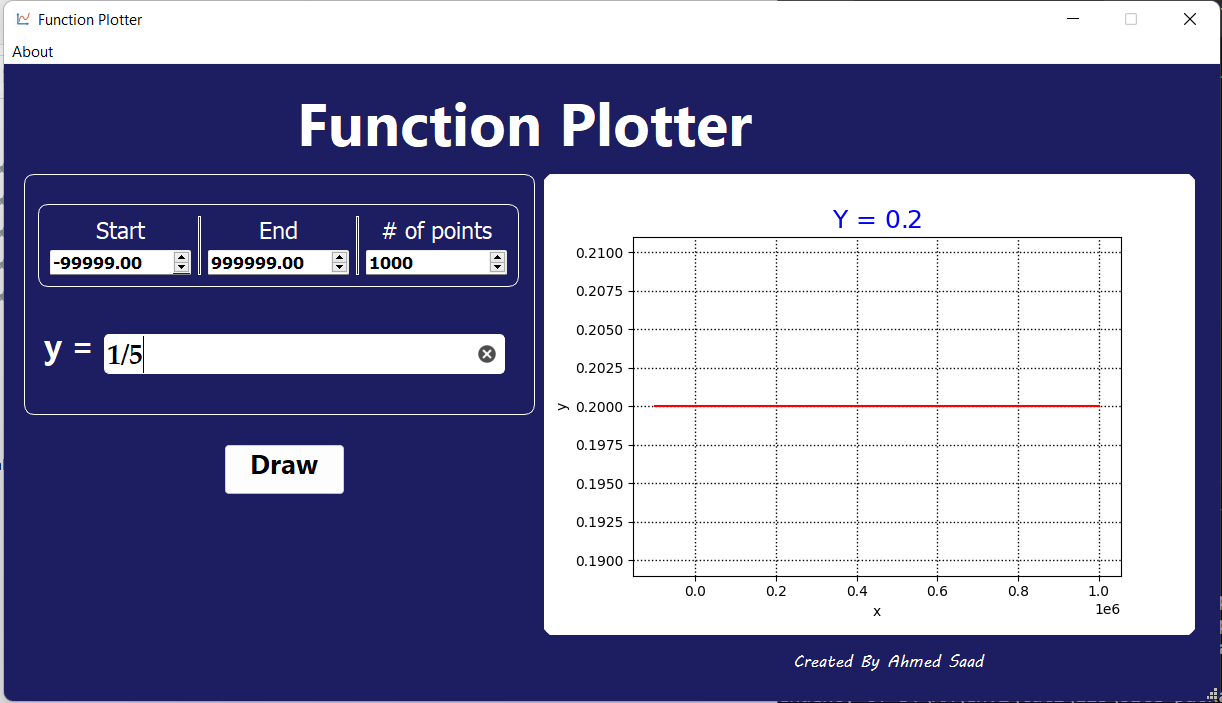 Function Plotter
About
Function Plotter
Start End # of points
-99999.00 999999.00 1000
y = 1/5
Draw
Y = 0.2
0.2100
0.2075
0.2050
0.2025
0.2000
0.1975
0.1950
0.1925
0.1900
y
0.0 0.2 0.4 0.6 0.8 1.0
1e6
x
Created By Ahmed Saad